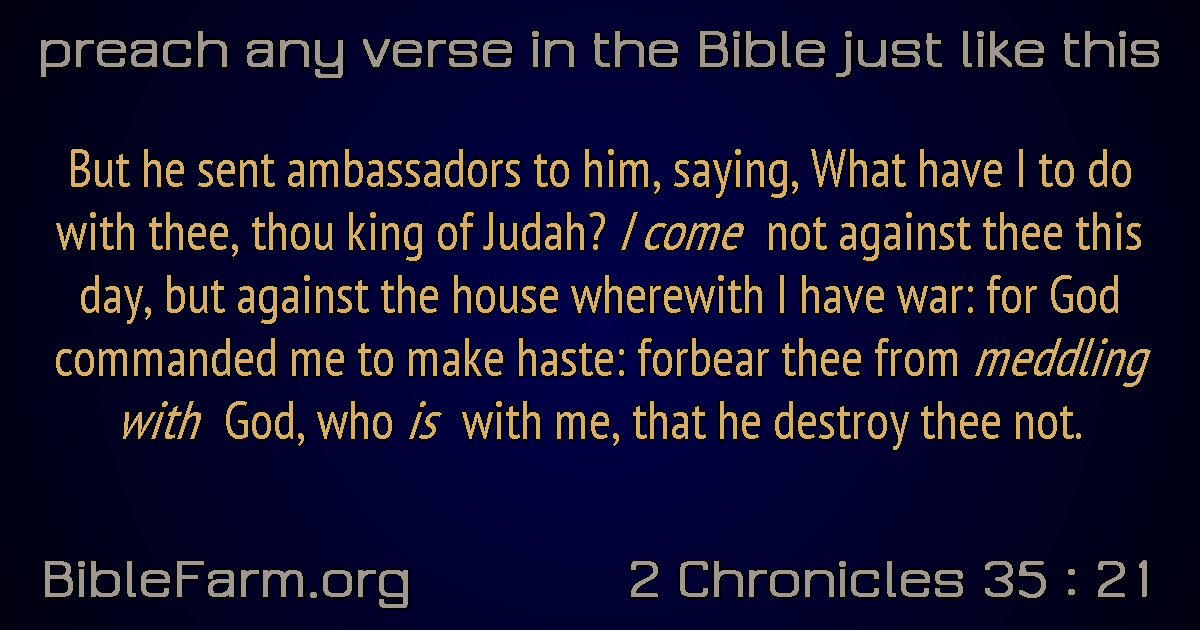 preach any verse in the Bible just like this
But he sent ambassadors to him, saying, What have I to do
with thee, thou king of Judah? I come not against thee this
day, but against the house wherewith I have war: for God
commanded me to make haste: forbear thee from meddling
with God, who is with me, that he destroy thee not.
BibleFarm.org
2 Chronicles 35 : 21